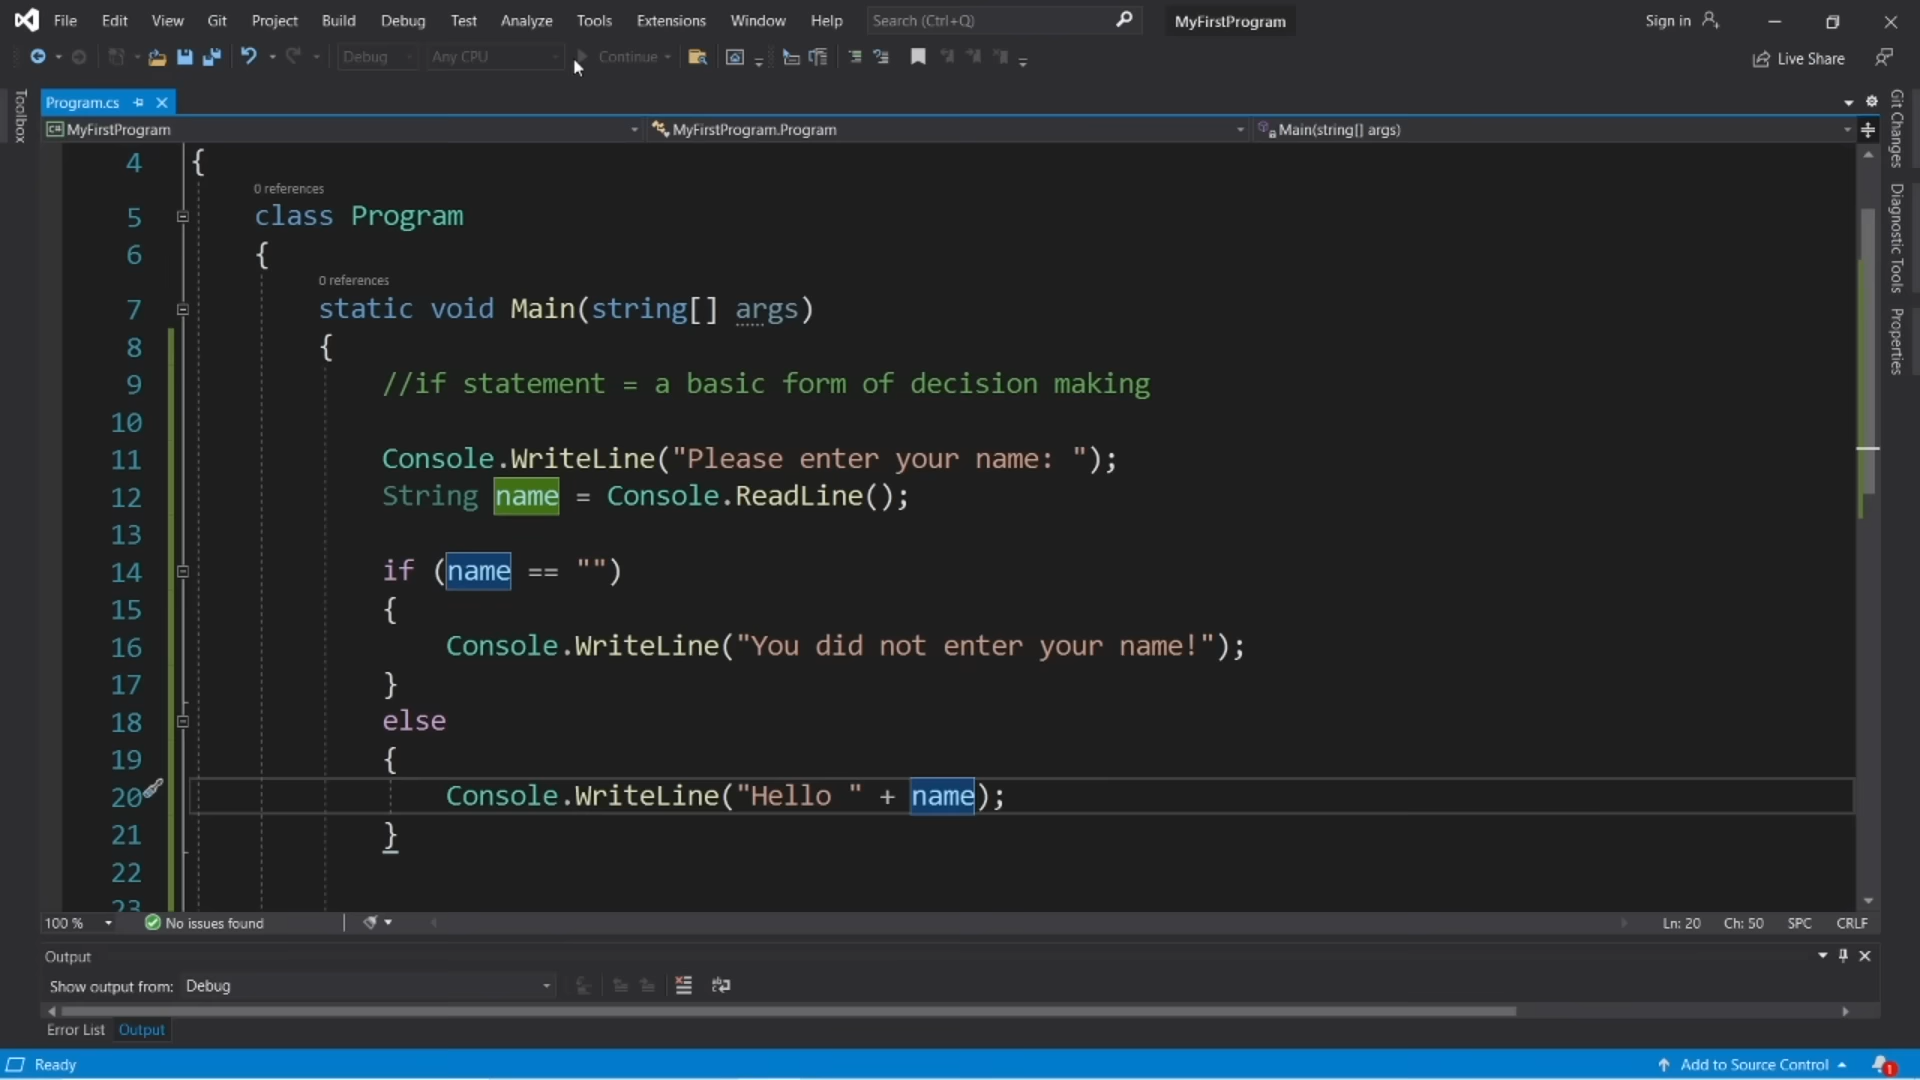 File Edit View Git Project Build Debug Test Analyze Tools Extensions Window Help Search (Ctrl+Q) MyFirstProgram Sign in
Debug Any CPU Continue Live Share
Toolbox
Program.cs
MyFirstProgram MyFirstProgram.Program Main(string[] args)
Git Changes
Diagnostic Tools
Properties
4 {
0 references
5 class Program
6 {
0 references
7 static void Main(string[] args)
8 {
9 //if statement = a basic form of decision making
10
11 Console.WriteLine("Please enter your name: ");
12 String name = Console.ReadLine();
13
14 if (name == "")
15 {
16 Console.WriteLine("You did not enter your name!");
17 }
18 else
19 {
20 Console.WriteLine("Hello " + name);
21 }
22
23
100 % No issues found Ln: 20 Ch: 50 SPC CRLF
Output
Show output from: Debug
Error List Output
Ready Add to Source Control 1